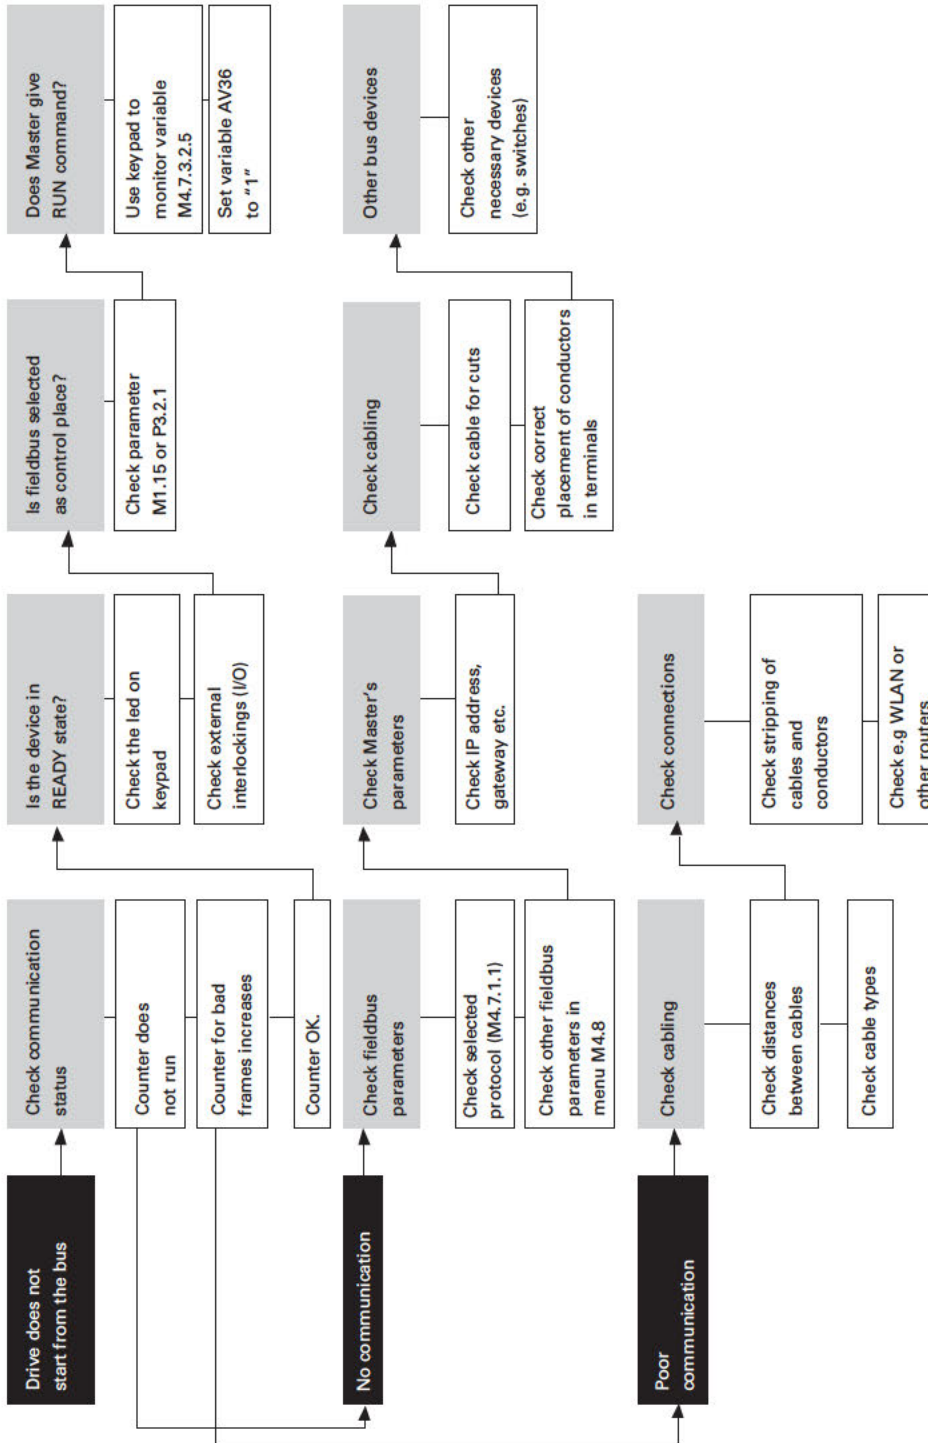 Drive does not
start from the bus
Check communication
status
Counter does
not run
Counter for bad
frames increases
Counter OK.
Is the device in
READY state?
Check the led on
keypad
Check external
interlockings (I/O)
Is fieldbus selected
as control place?
Check parameter
M1.15 or P3.2.1
Does Master give
RUN command?
Use keypad to
monitor variable
M4.7.3.2.5
Set variable AV36
to “1”
No communication
Check fieldbus
parameters
Check selected
protocol (M4.7.1.1)
Check other fieldbus
parameters in
menu M4.8
Check Master’s
parameters
Check IP address,
gateway etc.
Check cabling
Check cable for cuts
Check correct
placement of conductors
in terminals
Other bus devices
Check other
necessary devices
(e.g. switches)
Poor
communication
Check cabling
Check distances
between cables
Check cable types
Check connections
Check stripping of
cables and
conductors
Check e.g WLAN or
other routers